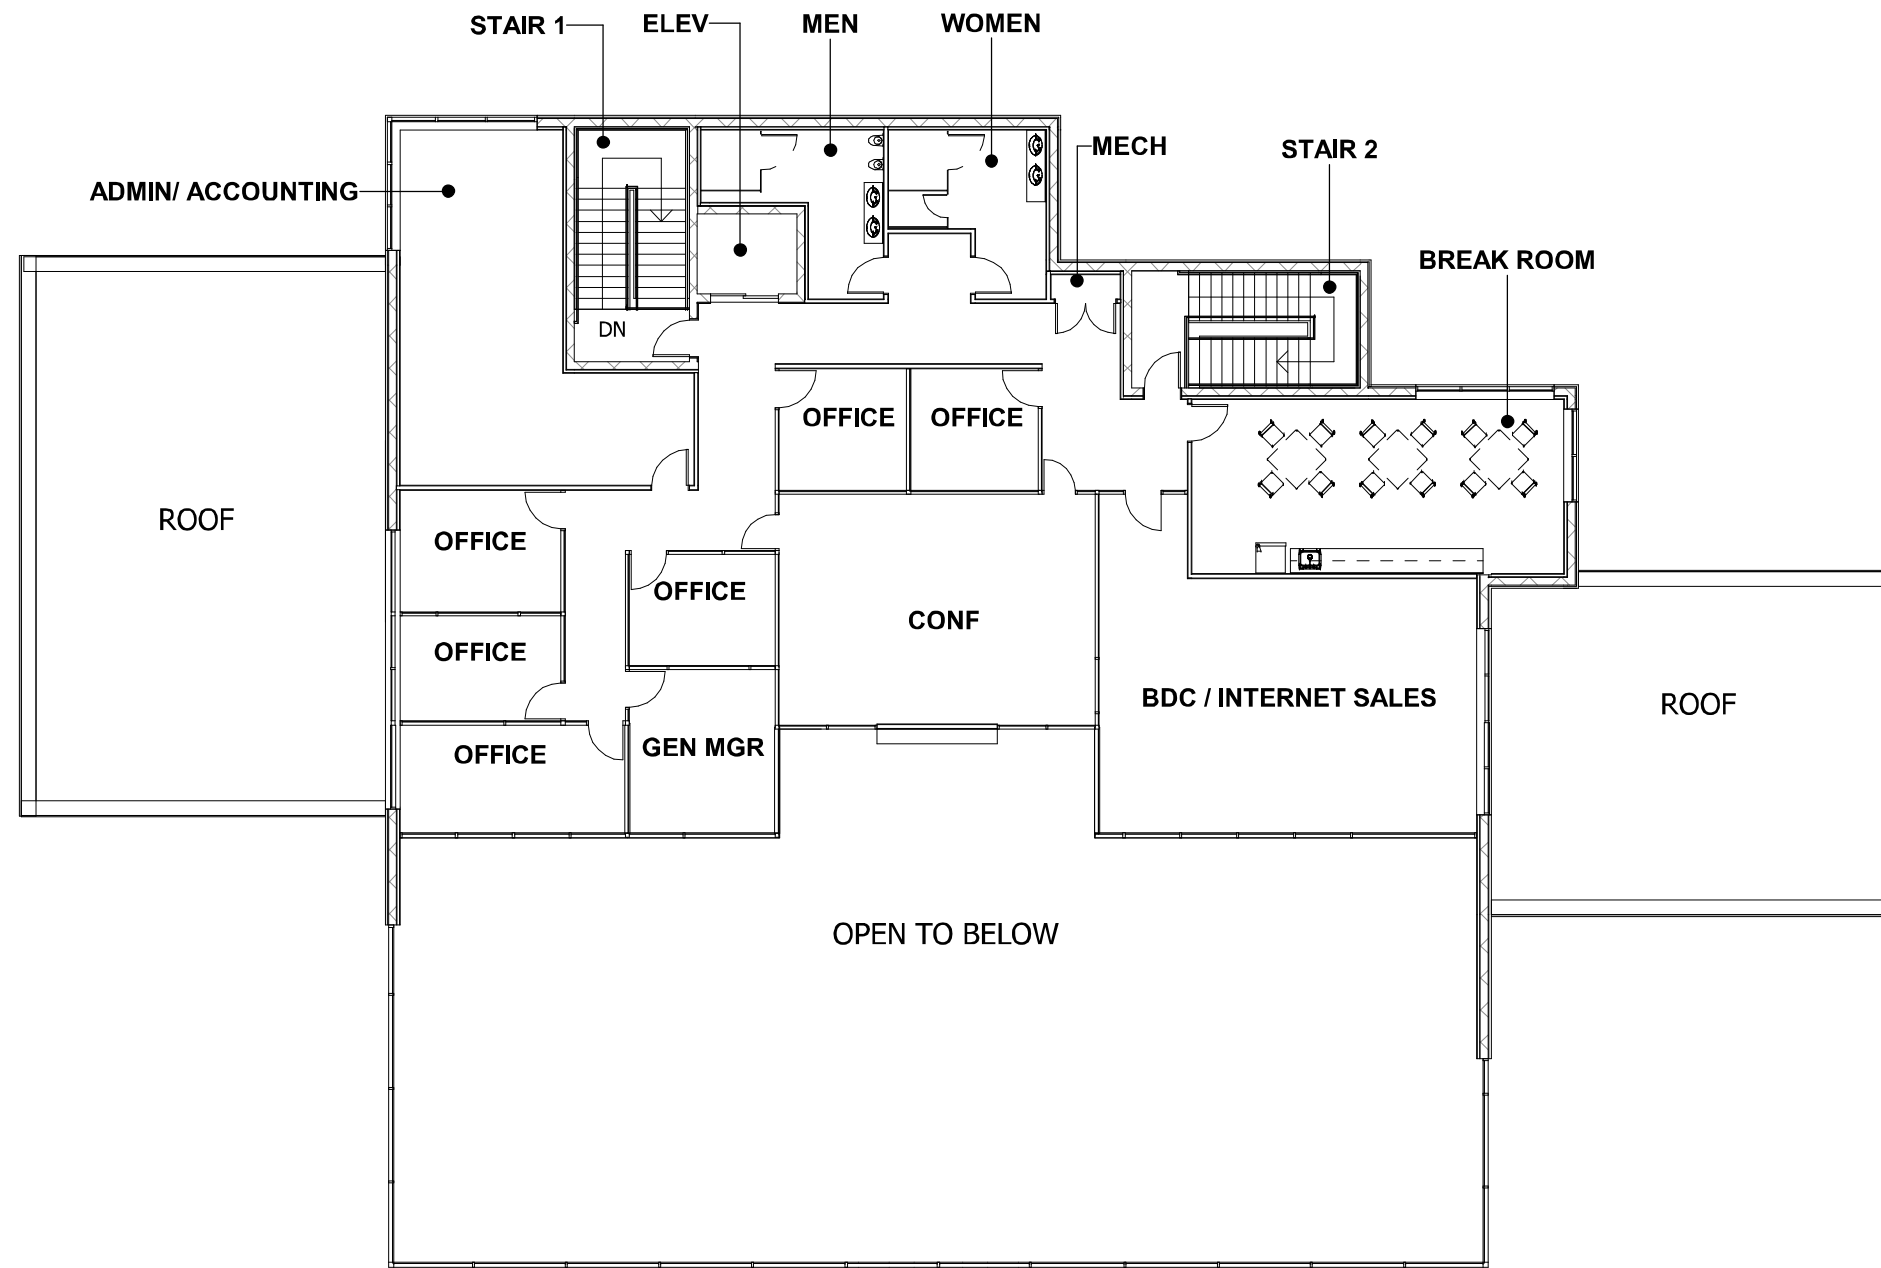 STAIR 1
ELEV
MEN
WOMEN
MECH
STAIR 2
ADMIN/ ACCOUNTING
BREAK ROOM
DN
OFFICE
OFFICE
ROOF
OFFICE
OFFICE
CONF
OFFICE
BDC / INTERNET SALES
ROOF
GEN MGR
OFFICE
OPEN TO BELOW